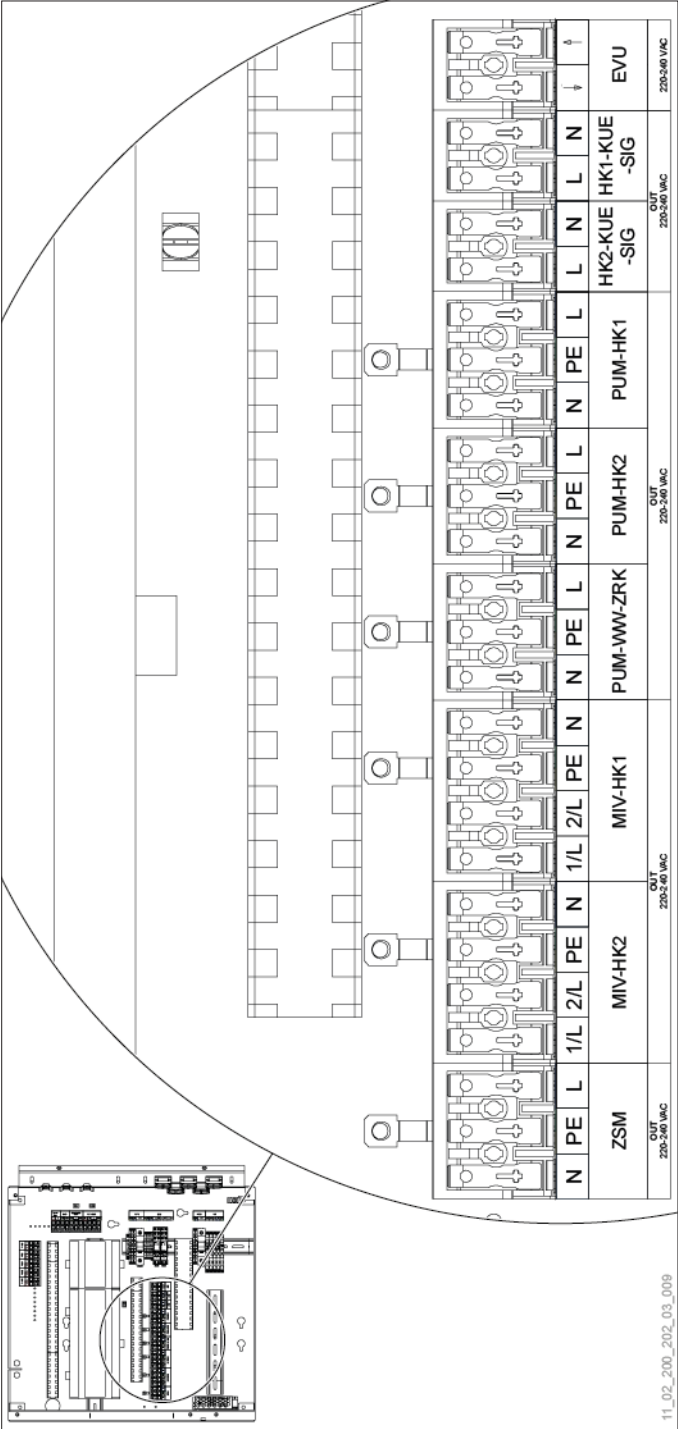 N PE L 1/L 2/L PE N 1/L 2/L PE N N PE L N PE L N PE L L N L N ↓ ↑
ZSM MIV-HK2 MIV-HK1 PUM-WW-ZRK PUM-HK2 PUM-HK1 HK2-KUE HK1-KUE EVU
-SIG -SIG
OUT OUT OUT OUT
220-240 VAC 220-240 VAC 220-240 VAC 220-240 VAC 220-240 VAC
11_02_200_202_03_009